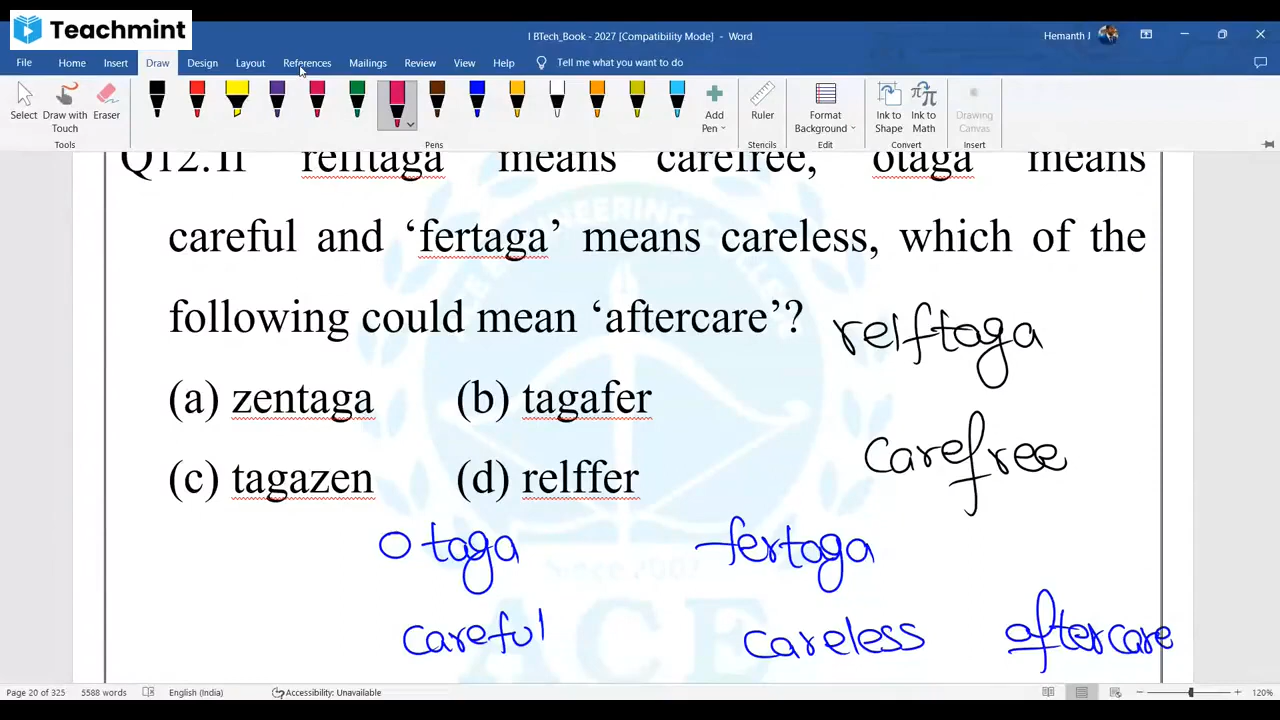 Teachmint
I BTech_Book - 2027 [Compatibility Mode] - Word
Hemanth J
File Home Insert Draw Design Layout References Mailings Review View Help Tell me what you want to do
Select Draw with Touch Eraser Add Pen Ruler Format Background Ink to Shape Ink to Math Drawing Canvas
Tools Pens Stencils Edit Convert Insert
Q12.If relftaga means carefree, otaga means
careful and ‘fertaga’ means careless, which of the
following could mean ‘aftercare’?
relftaga
(a) zentaga (b) tagafer
carefree
(c) tagazen (d) relffer
otaga fertaga
Since 2007
careful careless aftercare
ACE
Page 20 of 325 5588 words English (India) Accessibility: Unavailable 120%